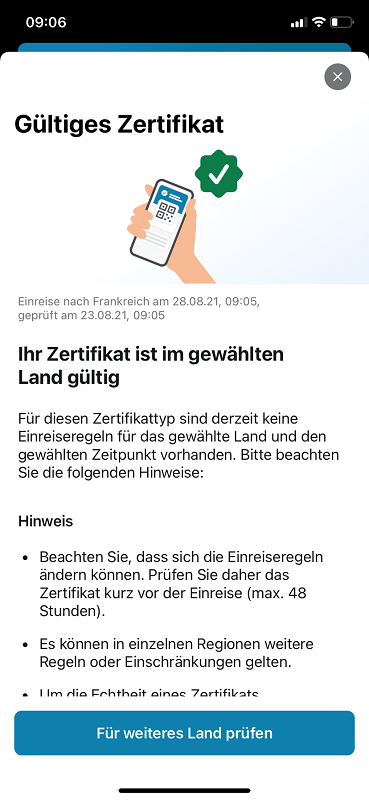 09:06
Gültiges Zertifikat
Einreise nach Frankreich am 28.08.21, 09:05,
geprüft am 23.08.21, 09:05
Ihr Zertifikat ist im gewählten
Land gültig
Für diesen Zertifikattyp sind derzeit keine
Einreiseregeln für das gewählte Land und den
gewählten Zeitpunkt vorhanden. Bitte beachten
Sie die folgenden Hinweise:
Hinweis
• Beachten Sie, dass sich die Einreiseregeln
ändern können. Prüfen Sie daher das
Zertifikat kurz vor der Einreise (max. 48
Stunden).
• Es können in einzelnen Regionen weitere
Regeln oder Einschränkungen gelten.
• Um die Echtheit eines Zertifikats
Für weiteres Land prüfen